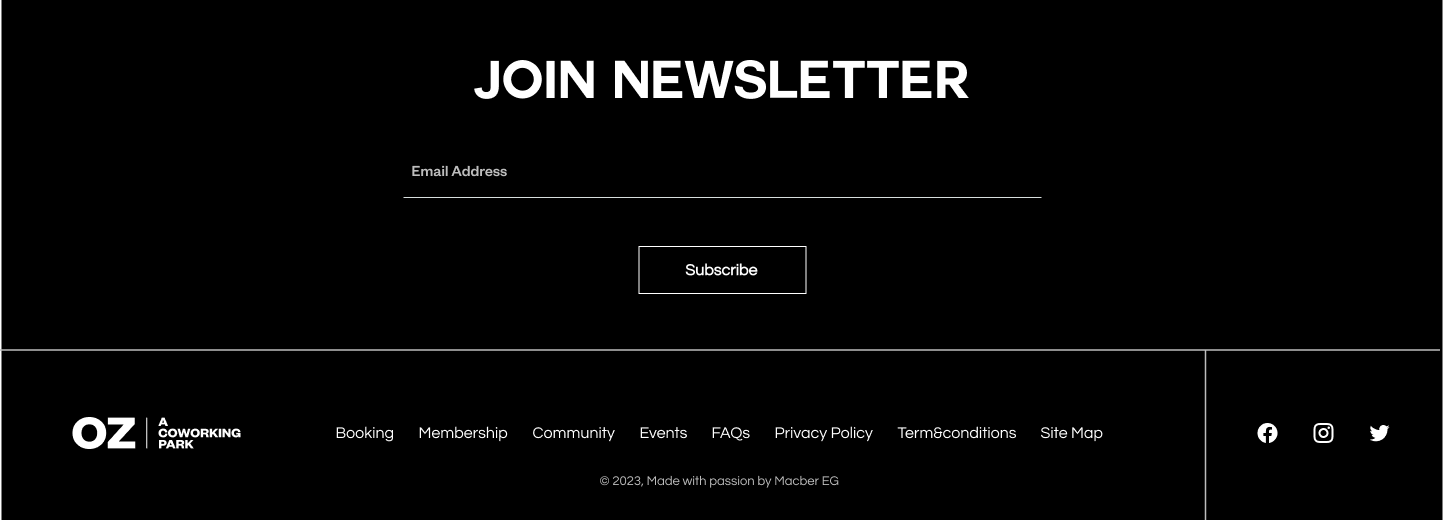 JOIN NEWSLETTER
Email Address
Subscribe
OZ
A
COWORKING
PARK
Booking Membership Community Events FAQs Privacy Policy Term&conditions Site Map
© 2023, Made with passion by Macber EG